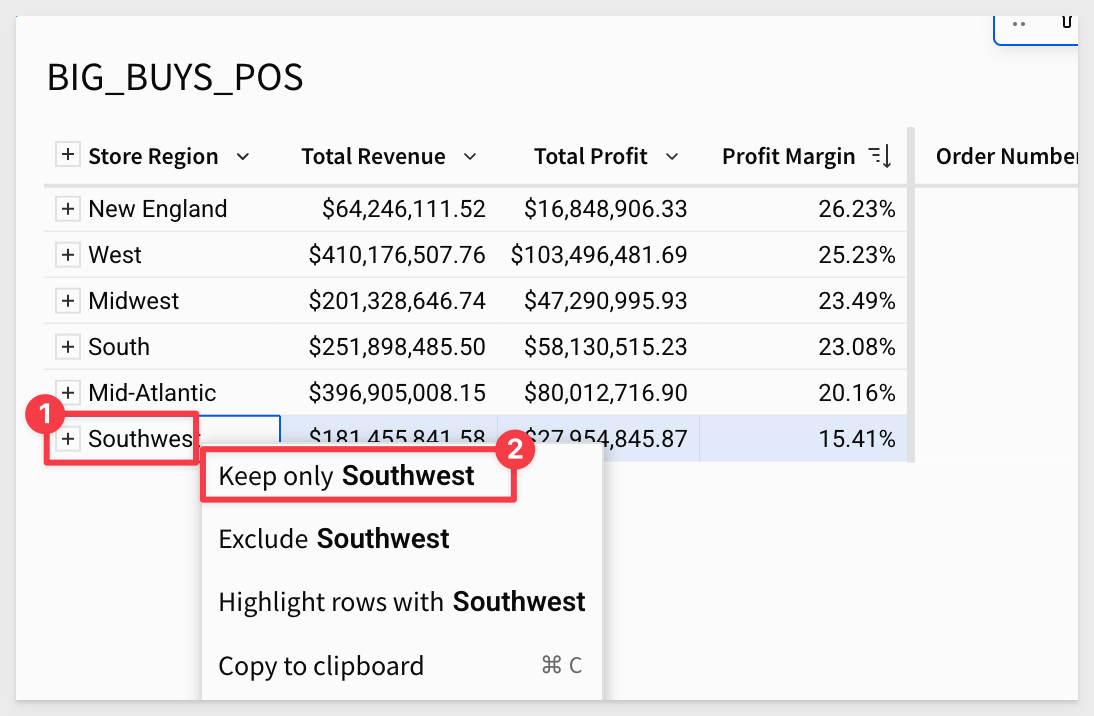 BIG_BUYS_POS
Store Region Total Revenue Total Profit Profit Margin Order Number
New England $64,246,111.52 $16,848,906.33 26.23%
West $410,176,507.76 $103,496,481.69 25.23%
Midwest $201,328,646.74 $47,290,995.93 23.49%
South $251,898,485.50 $58,130,515.23 23.08%
Mid-Atlantic $396,905,008.15 $80,012,716.90 20.16%
1
Southwest $181,455,841.58 $27,954,845.87 15.41%
2
Keep only Southwest
Exclude Southwest
Highlight rows with Southwest
Copy to clipboard ⌘ C